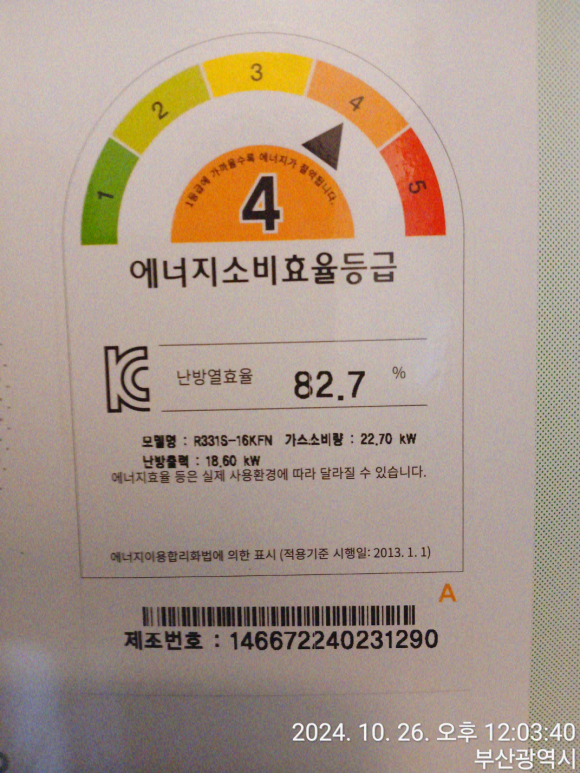 1 2 3 4 5
1등급에 가까울수록 에너지가 절약됩니다.
4
에너지소비효율등급
난방열효율 82.7 %
모델명 : R331S-16KFN 가스소비량 : 22.70 kW
난방출력 : 18.60 kW
에너지효율 등은 실제 사용환경에 따라 달라질 수 있습니다.
에너지이용합리화법에 의한 표시 (적용기준 시행일: 2013. 1. 1)
A
제조번호 : 146672240231290
2024. 10. 26. 오후 12:03:40
부산광역시